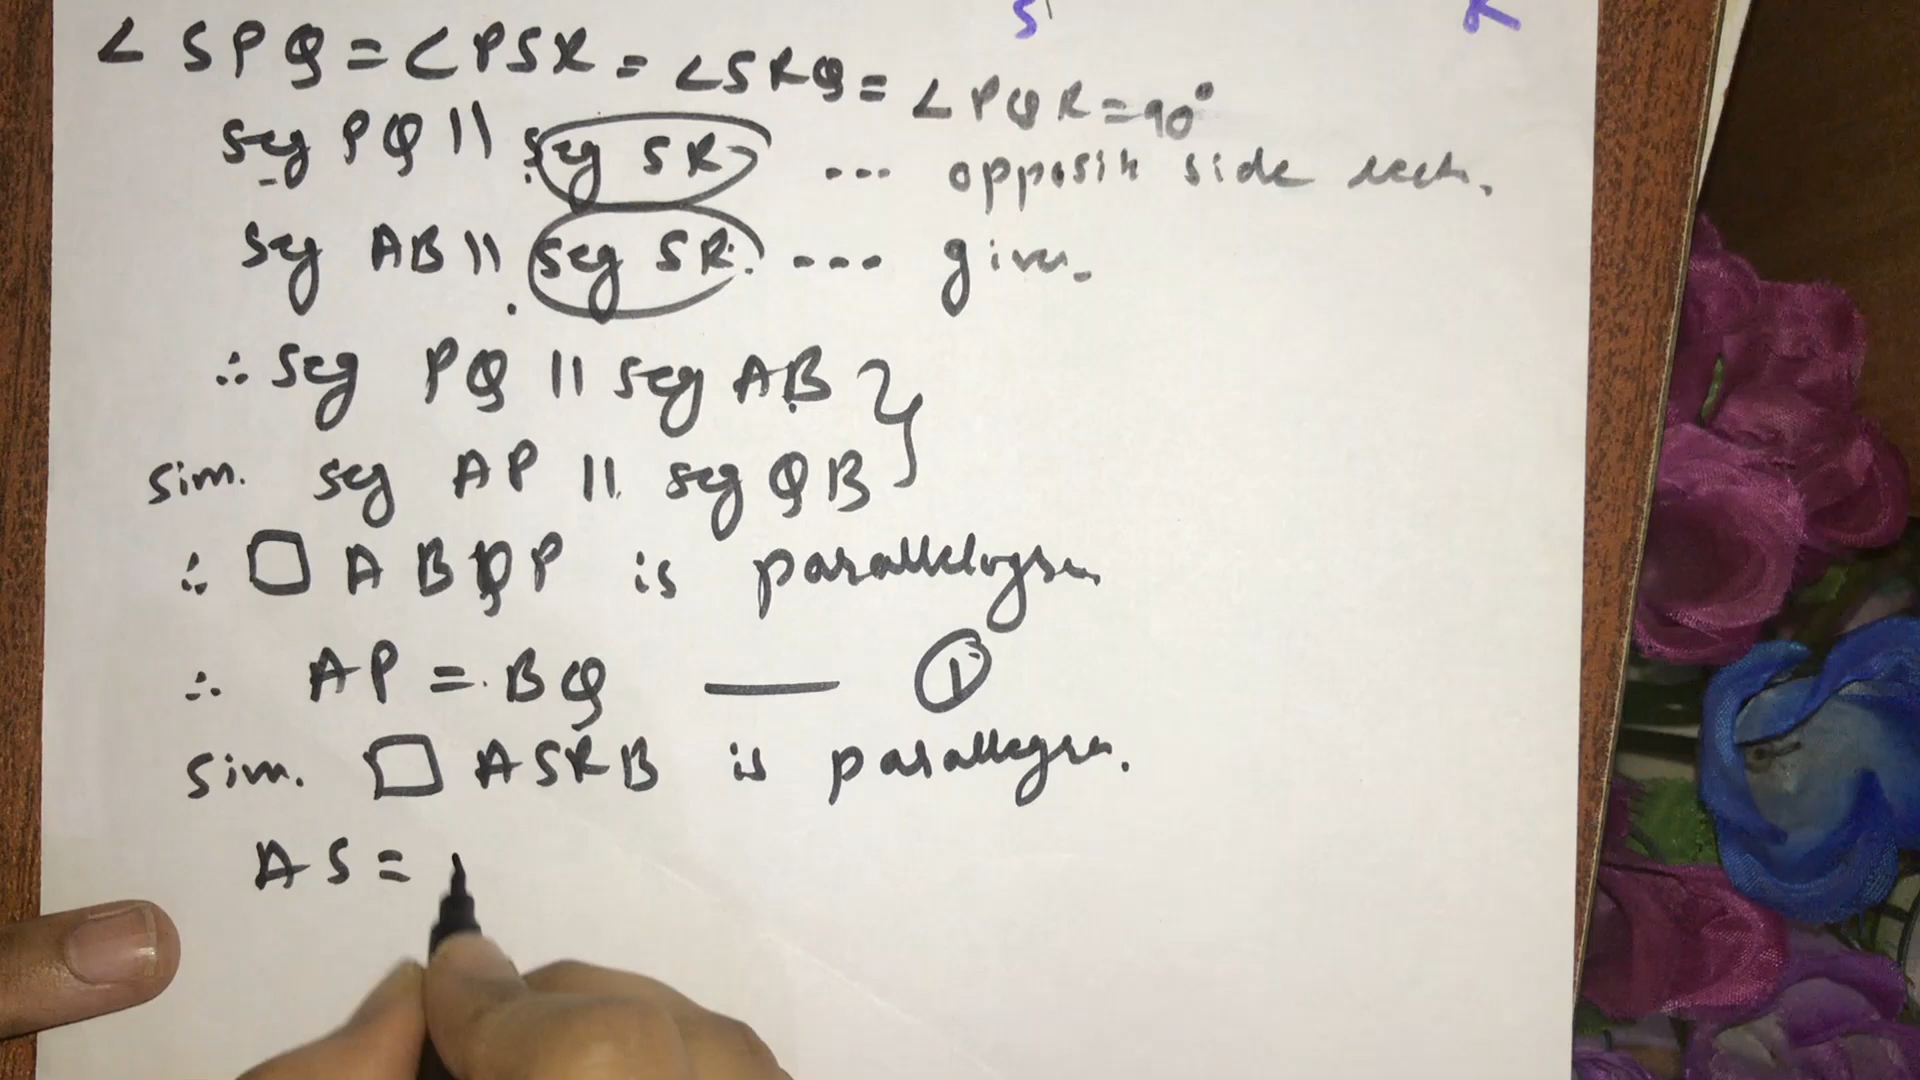 S R
∠SPQ = ∠PSR = ∠SRQ = ∠PQR = 90°
seg PQ || seg SR ... opposite side rect.
seg AB || seg SR ... given.
∴ seg PQ || seg AB }
sim. seg AP || seg QB
∴ □ ABQP is parallelogram
∴ AP = BQ — ①
sim. □ ASRB is parallegram.
AS =